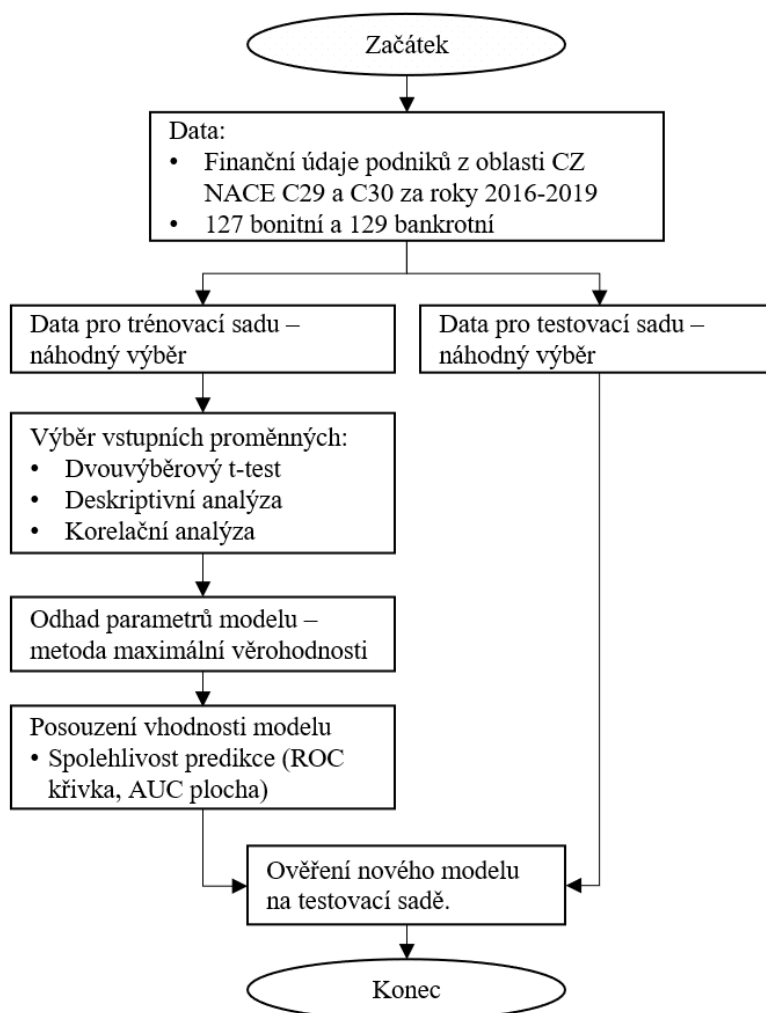 Začátek
Data:
• Finanční údaje podniků z oblasti CZ
NACE C29 a C30 za roky 2016-2019
• 127 bonitní a 129 bankrotní
Data pro trénovací sadu –
náhodný výběr
Data pro testovací sadu –
náhodný výběr
Výběr vstupních proměnných:
• Dvouvýběrový t-test
• Deskriptivní analýza
• Korelační analýza
Odhad parametrů modelu –
metoda maximální věrohodnosti
Posouzení vhodnosti modelu
• Spolehlivost predikce (ROC
křivka, AUC plocha)
Ověření nového modelu
na testovací sadě.
Konec